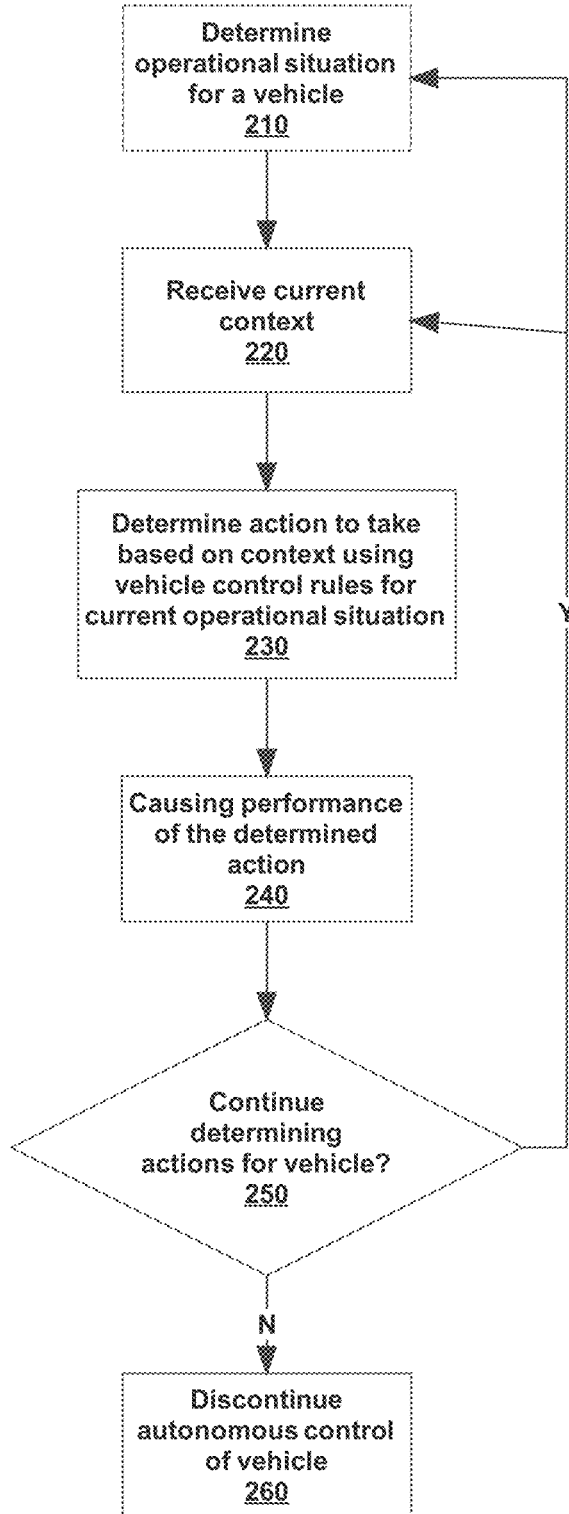 Determine
operational situation
for a vehicle
210
Receive current
context
220
Determine action to take
based on context using
vehicle control rules for
current operational situation
230
Causing performance
of the determined
action
240
Y
Continue
determining
actions for vehicle?
250
N
Discontinue
autonomous control
of vehicle
260